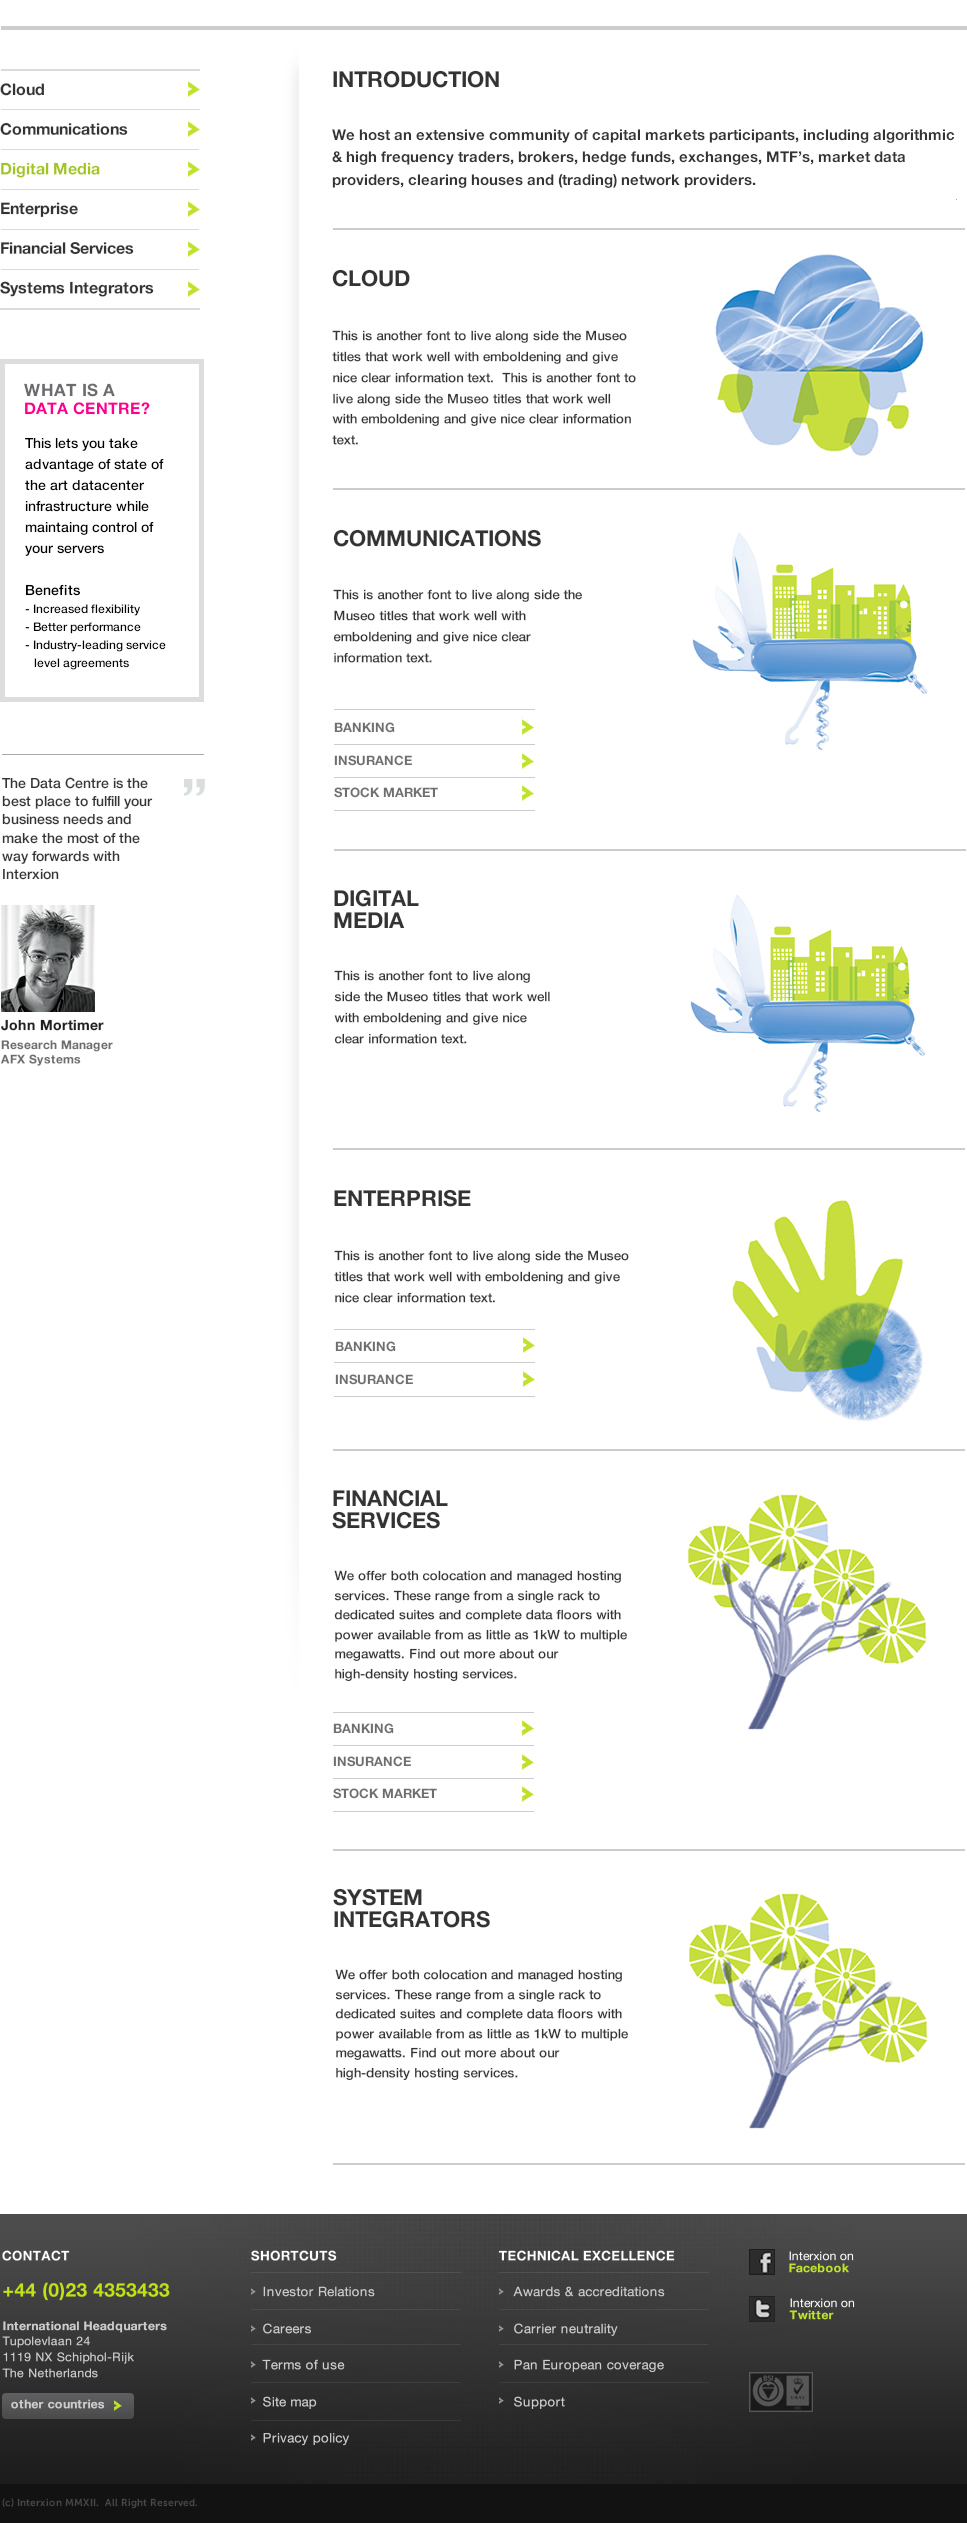 Cloud
Communications
Digital Media
Enterprise
Financial Services
Systems Integrators
WHAT IS A
DATA CENTRE?
This lets you take
advantage of state of
the art datacenter
infrastructure while
maintaing control of
your servers
Benefits
- Increased flexibility
- Better performance
- Industry-leading service
level agreements
The Data Centre is the
best place to fulfill your
business needs and
make the most of the
way forwards with
Interxion
”
John Mortimer
Research Manager
AFX Systems
INTRODUCTION
We host an extensive community of capital markets participants, including algorithmic
& high frequency traders, brokers, hedge funds, exchanges, MTF’s, market data
providers, clearing houses and (trading) network providers.
CLOUD
This is another font to live along side the Museo
titles that work well with emboldening and give
nice clear information text.  This is another font to
live along side the Museo titles that work well
with emboldening and give nice clear information
text.
COMMUNICATIONS
This is another font to live along side the
Museo titles that work well with
emboldening and give nice clear
information text.
BANKING
INSURANCE
STOCK MARKET
DIGITAL
MEDIA
This is another font to live along
side the Museo titles that work well
with emboldening and give nice
clear information text.
ENTERPRISE
This is another font to live along side the Museo
titles that work well with emboldening and give
nice clear information text.
BANKING
INSURANCE
FINANCIAL
SERVICES
We offer both colocation and managed hosting
services. These range from a single rack to
dedicated suites and complete data floors with
power available from as little as 1kW to multiple
megawatts. Find out more about our
high-density hosting services.
BANKING
INSURANCE
STOCK MARKET
SYSTEM
INTEGRATORS
We offer both colocation and managed hosting
services. These range from a single rack to
dedicated suites and complete data floors with
power available from as little as 1kW to multiple
megawatts. Find out more about our
high-density hosting services.
CONTACT
+44 (0)23 4353433
International Headquarters
Tupolevlaan 24
1119 NX Schiphol-Rijk
The Netherlands
other countries
SHORTCUTS
Investor Relations
Careers
Terms of use
Site map
Privacy policy
TECHNICAL EXCELLENCE
Awards & accreditations
Carrier neutrality
Pan European coverage
Support
Interxion on
Facebook
Interxion on
Twitter
BSI
(c) Interxion MMXII.  All Right Reserved.